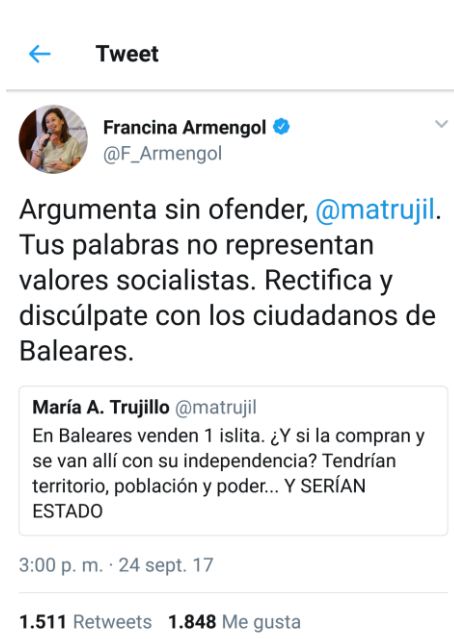 Tweet
Francina Armengol
@F_Armengol
Argumenta sin ofender, @matrujil.
Tus palabras no representan
valores socialistas. Rectifica y
discúlpate con los ciudadanos de
Baleares.
María A. Trujillo @matrujil
En Baleares venden 1 islita. ¿Y si la compran y
se van allí con su independencia? Tendrían
territorio, población y poder... Y SERÍAN
ESTADO
3:00 p. m. · 24 sept. 17
1.511 Retweets 1.848 Me gusta